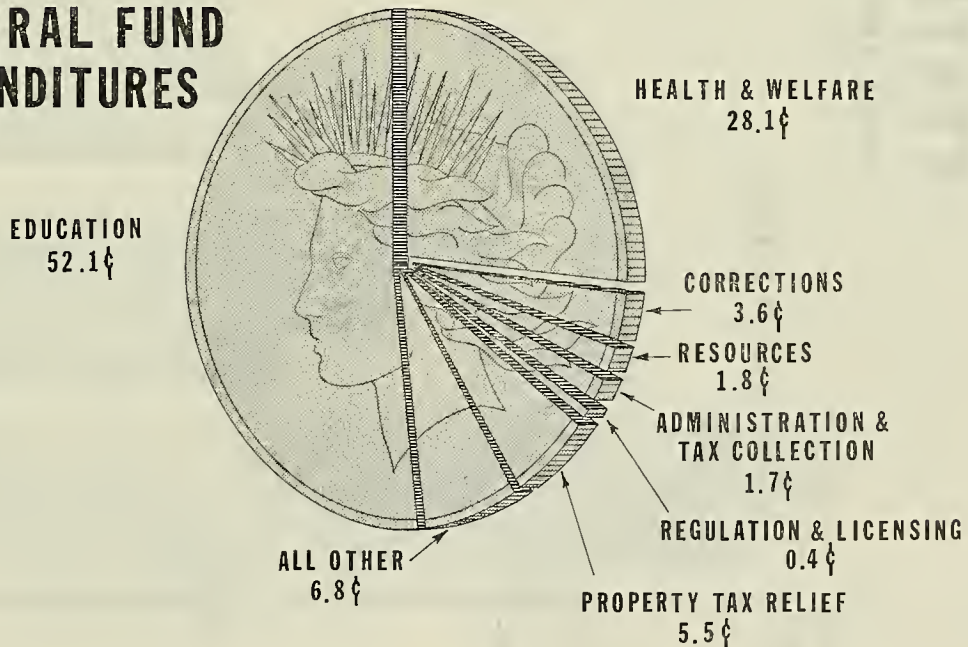 RAL FUND
NDITURES
HEALTH & WELFARE
28.1¢
EDUCATION
52.1¢
CORRECTIONS
3.6¢
RESOURCES
1.8¢
ADMINISTRATION &
TAX COLLECTION
1.7¢
REGULATION & LICENSING
0.4¢
ALL OTHER
6.8¢
PROPERTY TAX RELIEF
5.5¢